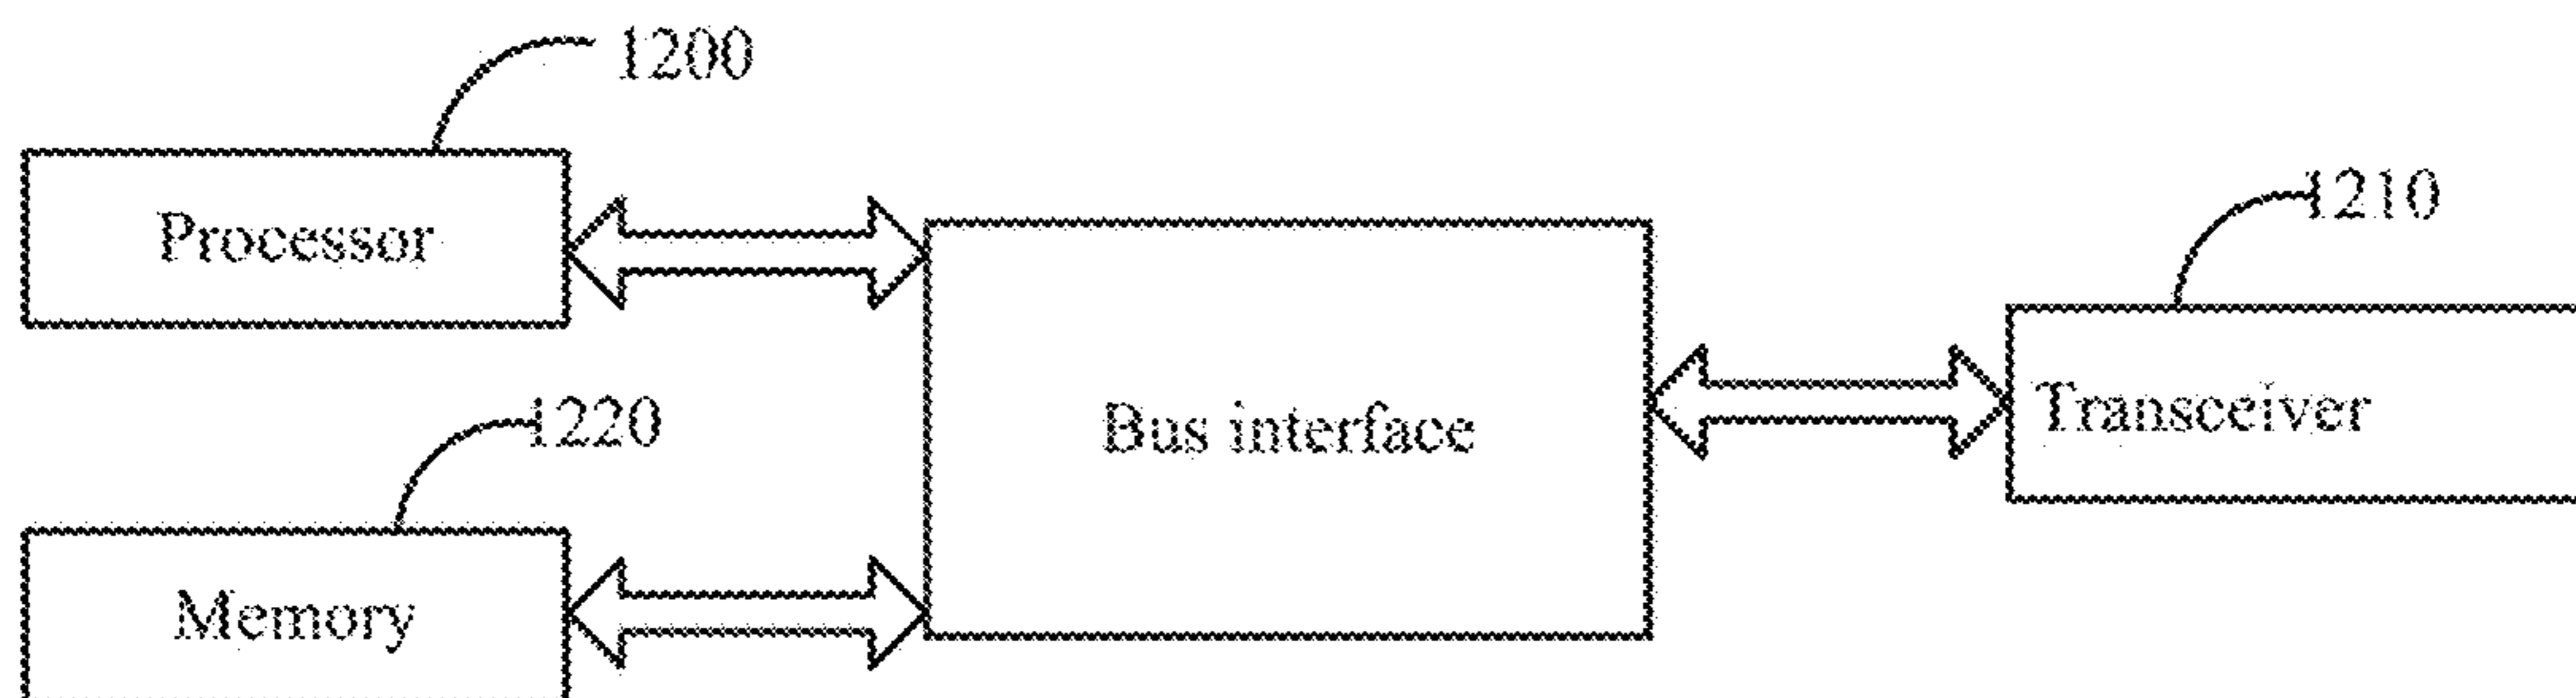 1200
Processor
1210
Transceiver
Bus interface
1220
Memory